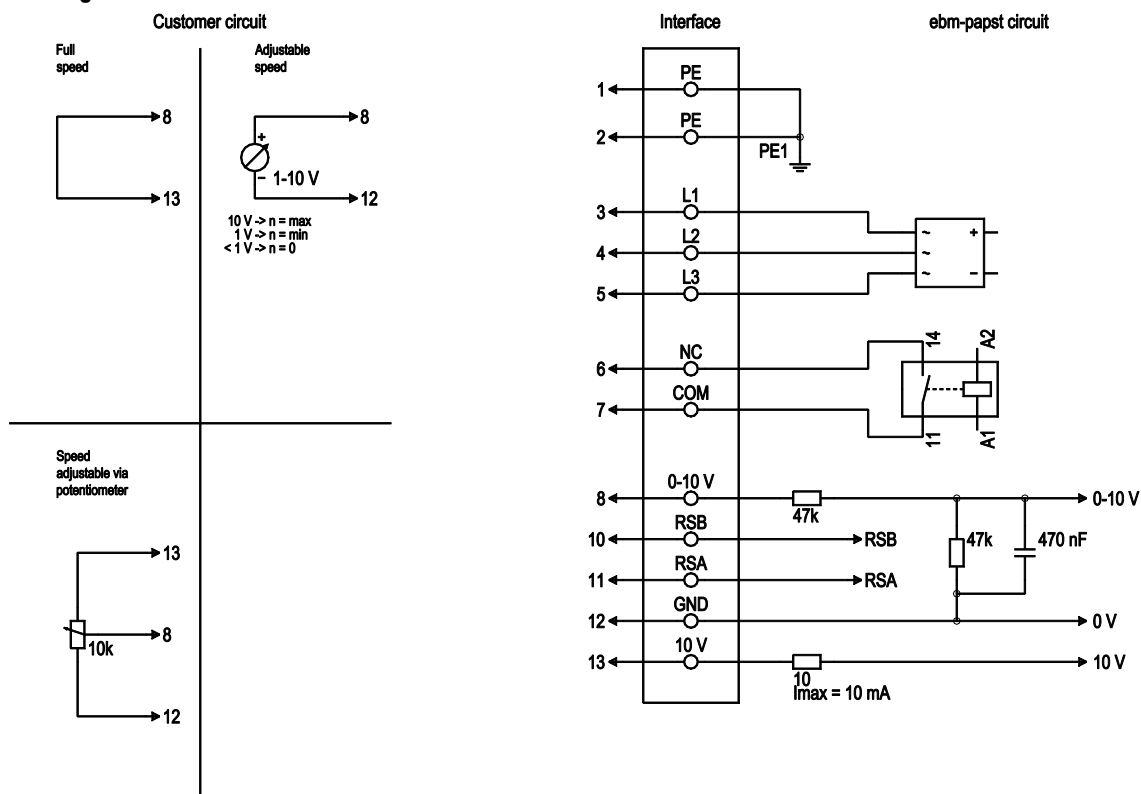 Customer circuit
Full
speed
8
13
Adjustable
speed
8
+
−
1-10 V
12
10 V -> n = max
1 V -> n = min
< 1 V -> n = 0
Speed
adjustable via
potentiometer
13
8
10k
12
Interface
ebm-papst circuit
1 PE
2 PE
PE1
3 L1
4 L2
5 L3
~ +
~
~ −
6 NC
7 COM
14
A2
11
A1
8 0-10 V
47k
0-10 V
10 RSB
RSB
47k
470 nF
11 RSA
RSA
12 GND
0 V
13 10 V
10
Imax = 10 mA
10 V